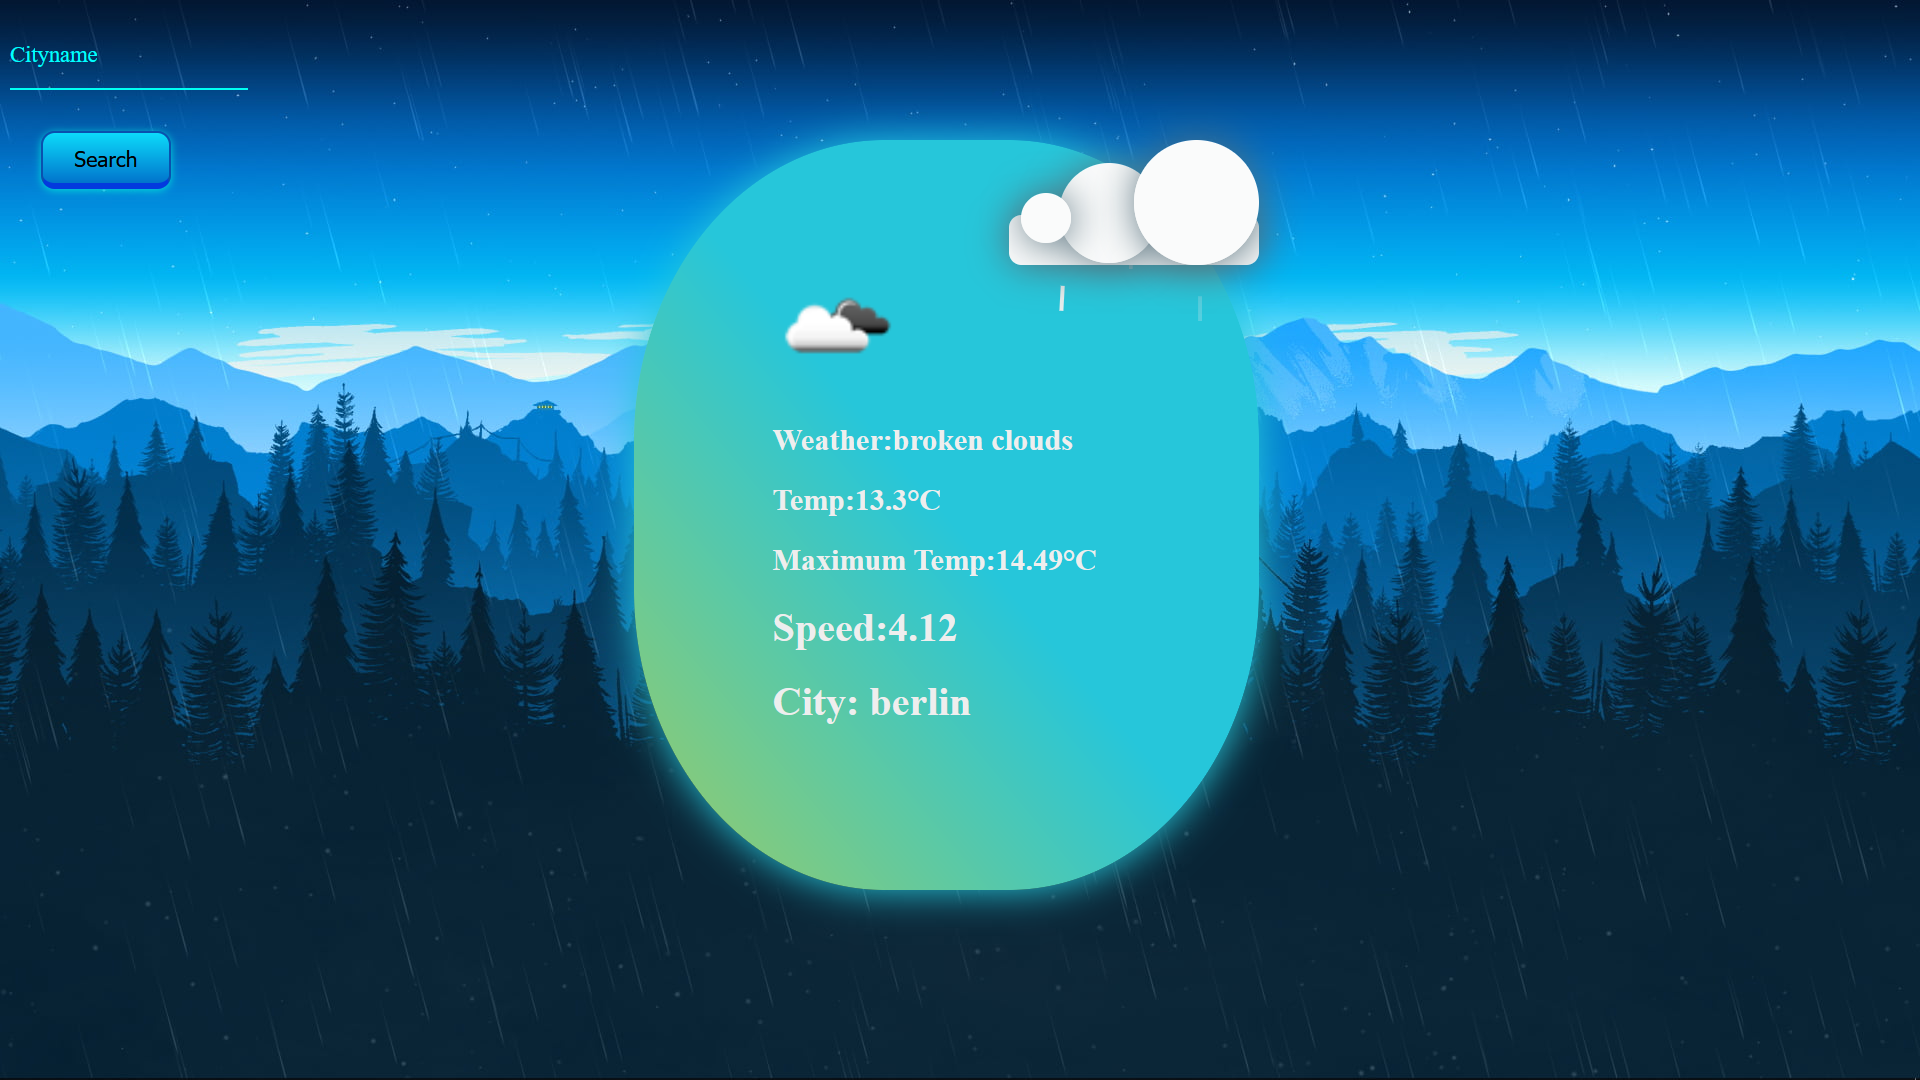 Cityname
Search
Weather:broken clouds
Temp:13.3°C
Maximum Temp:14.49°C
Speed:4.12
City: berlin